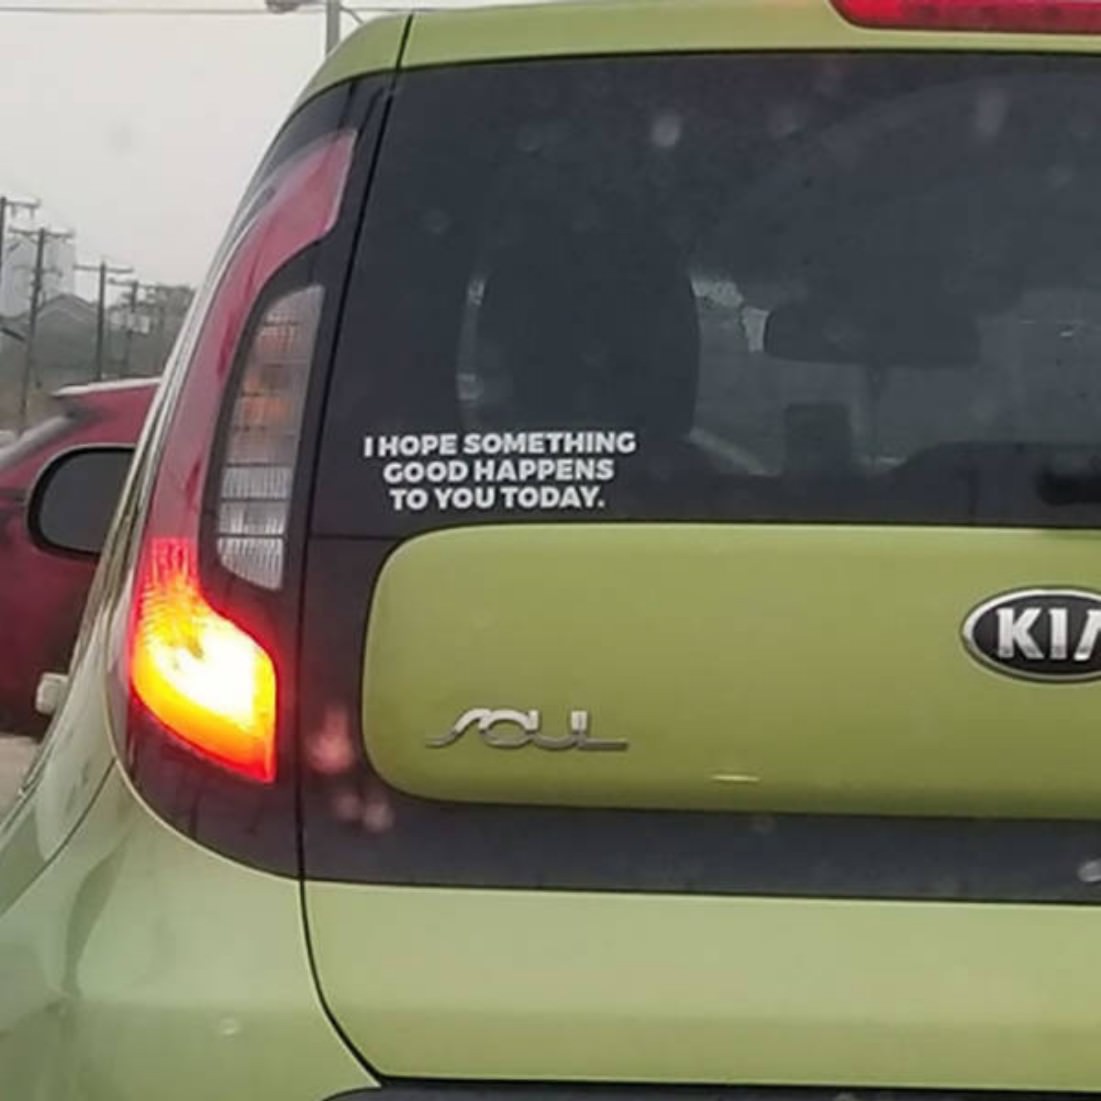 I HOPE SOMETHING
GOOD HAPPENS
TO YOU TODAY.
KIA
SOUL